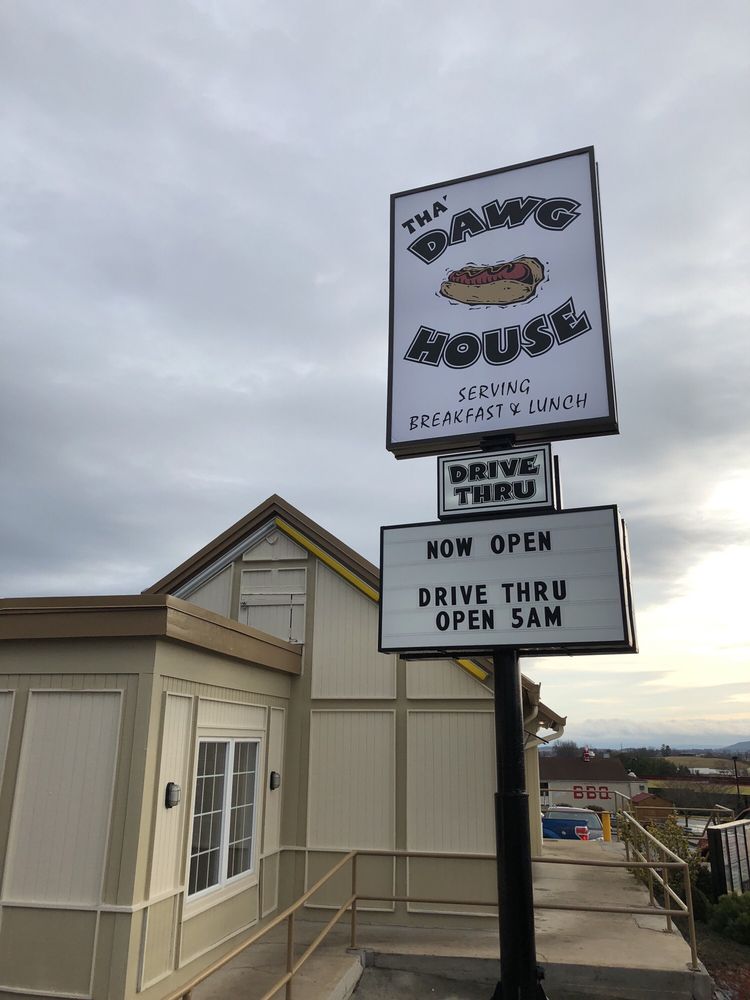 THA'
DAWG
HOUSE
SERVING
BREAKFAST & LUNCH
DRIVE
THRU
NOW OPEN
DRIVE THRU
OPEN 5AM
BBQ